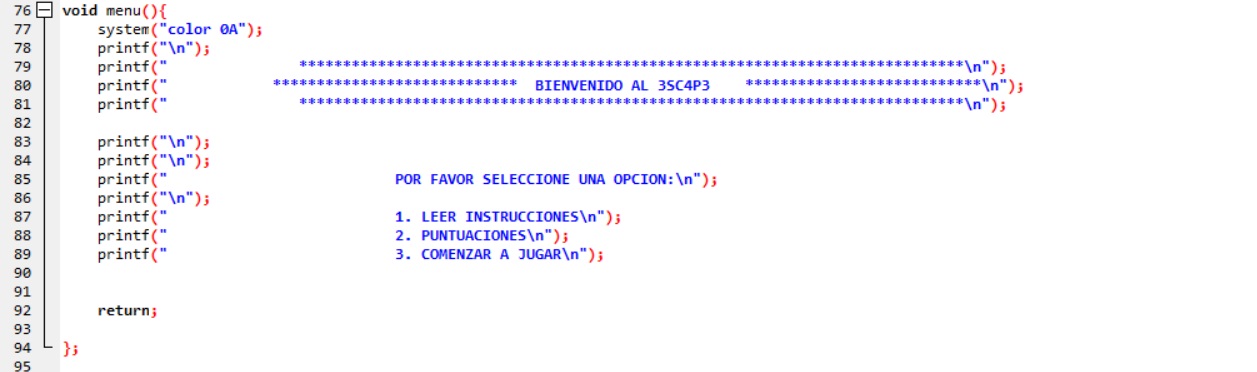 76 void menu(){
77     system("color 0A");
78     printf("\n");
79     printf("               ****************************************************************************\n");
80     printf("            ****************************  BIENVENIDO AL 3SC4P3    ***************************\n");
81     printf("               ****************************************************************************\n");
82
83     printf("\n");
84     printf("\n");
85     printf("                          POR FAVOR SELECCIONE UNA OPCION:\n");
86     printf("\n");
87     printf("                          1. LEER INSTRUCCIONES\n");
88     printf("                          2. PUNTUACIONES\n");
89     printf("                          3. COMENZAR A JUGAR\n");
90
91
92     return;
93
94 };
95